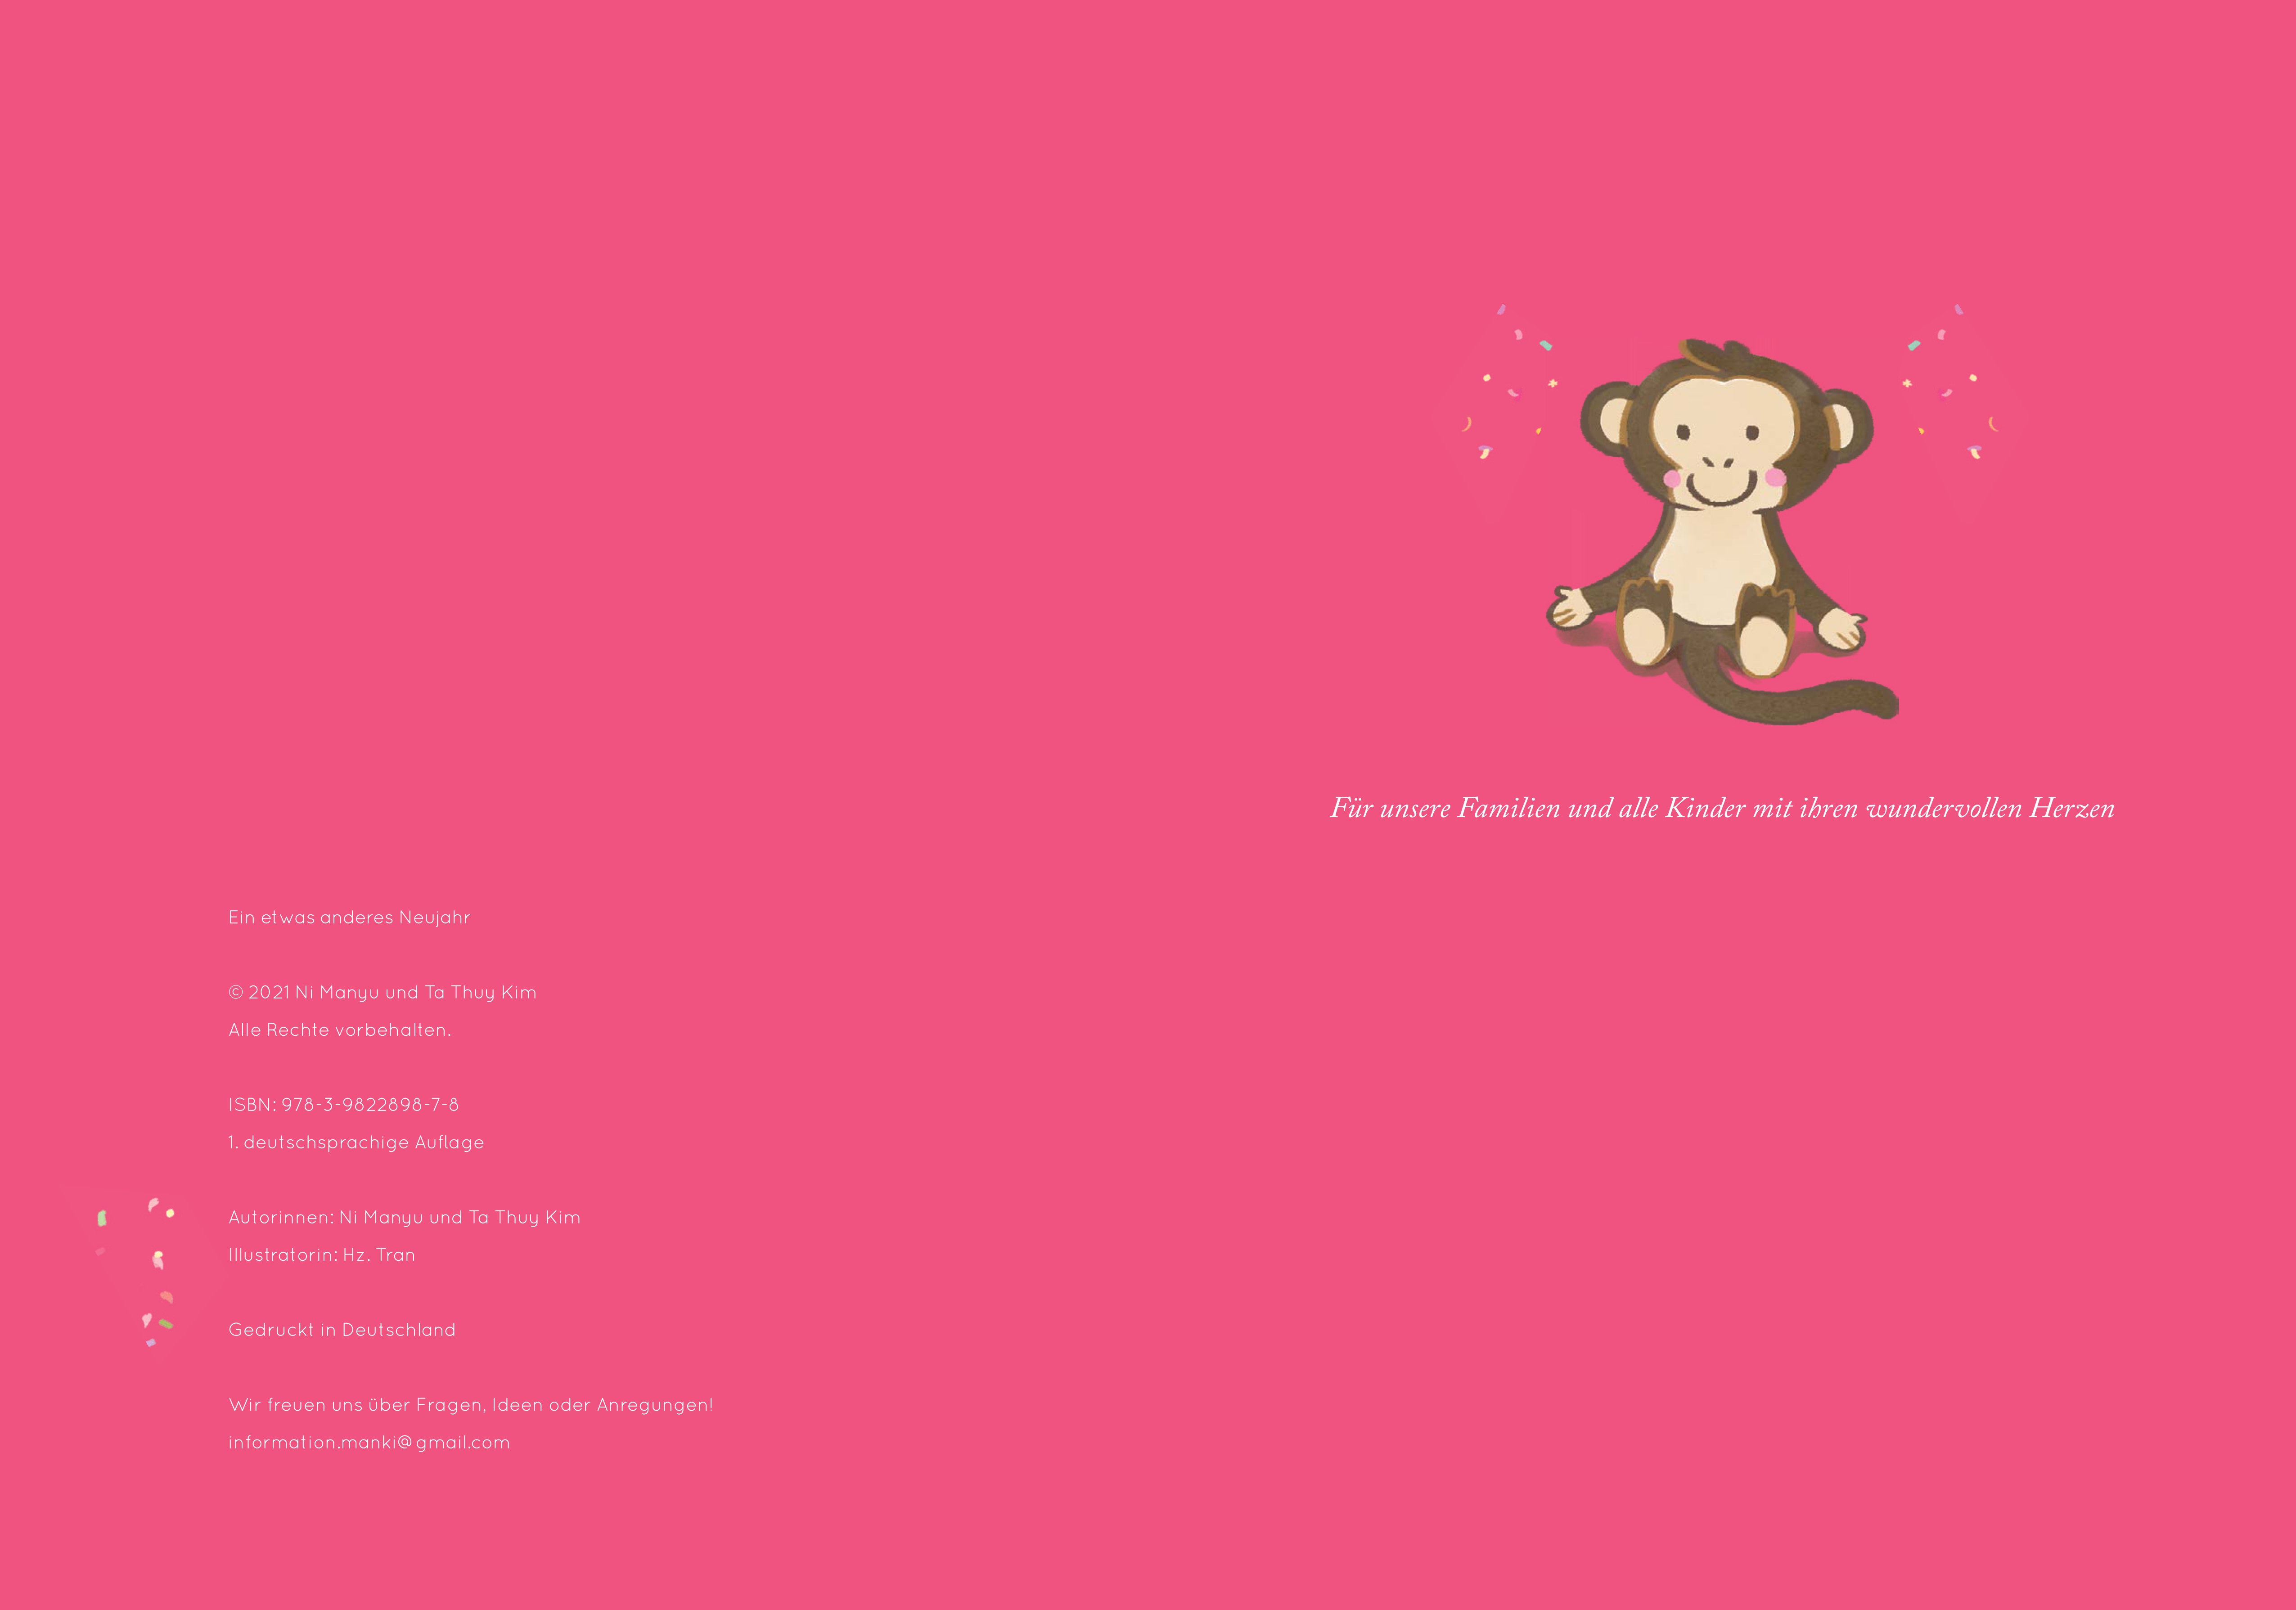 Ein etwas anderes Neujahr
© 2021 Ni Manyu und Ta Thuy Kim
Alle Rechte vorbehalten.
ISBN: 978-3-9822898-7-8
1. deutschsprachige Auflage
Autorinnen: Ni Manyu und Ta Thuy Kim
Illustratorin: Hz. Tran
Gedruckt in Deutschland
Wir freuen uns über Fragen, Ideen oder Anregungen!
information.manki@gmail.com
Für unsere Familien und alle Kinder mit ihren wundervollen Herzen